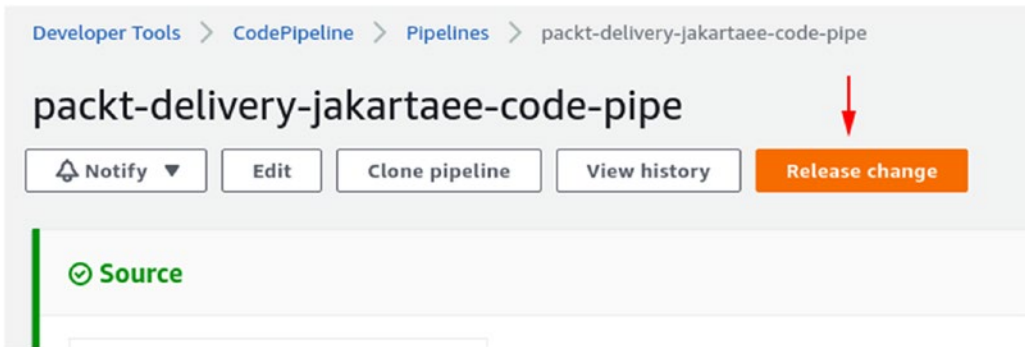 Developer Tools > CodePipeline > Pipelines > packt-delivery-jakartaee-code-pipe
packt-delivery-jakartaee-code-pipe
Notify ▼ Edit Clone pipeline View history Release change
Source